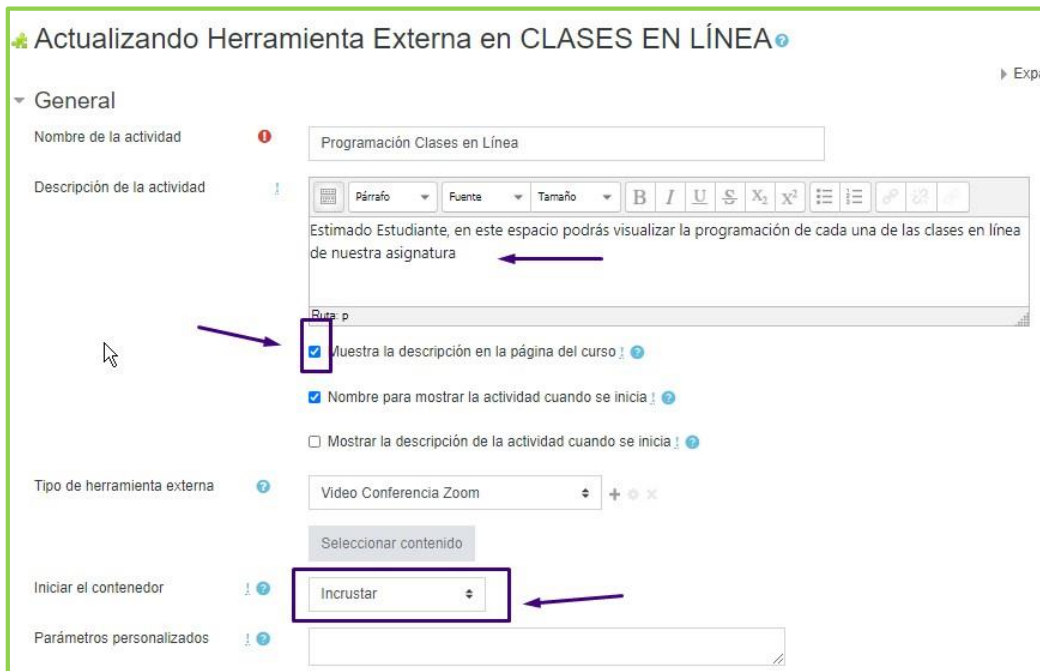 Actualizando Herramienta Externa en CLASES EN LÍNEA
Expa
General
Nombre de la actividad
Programación Clases en Línea
Descripción de la actividad
Párrafo Fuente Tamaño B I U S X₂ X²
Estimado Estudiante, en este espacio podrás visualizar la programación de cada una de las clases en línea
de nuestra asignatura
Ruta: p
Muestra la descripción en la página del curso
Nombre para mostrar la actividad cuando se inicia
Mostrar la descripción de la actividad cuando se inicia
Tipo de herramienta externa
Video Conferencia Zoom
Seleccionar contenido
Iniciar el contenedor
Incrustar
Parámetros personalizados